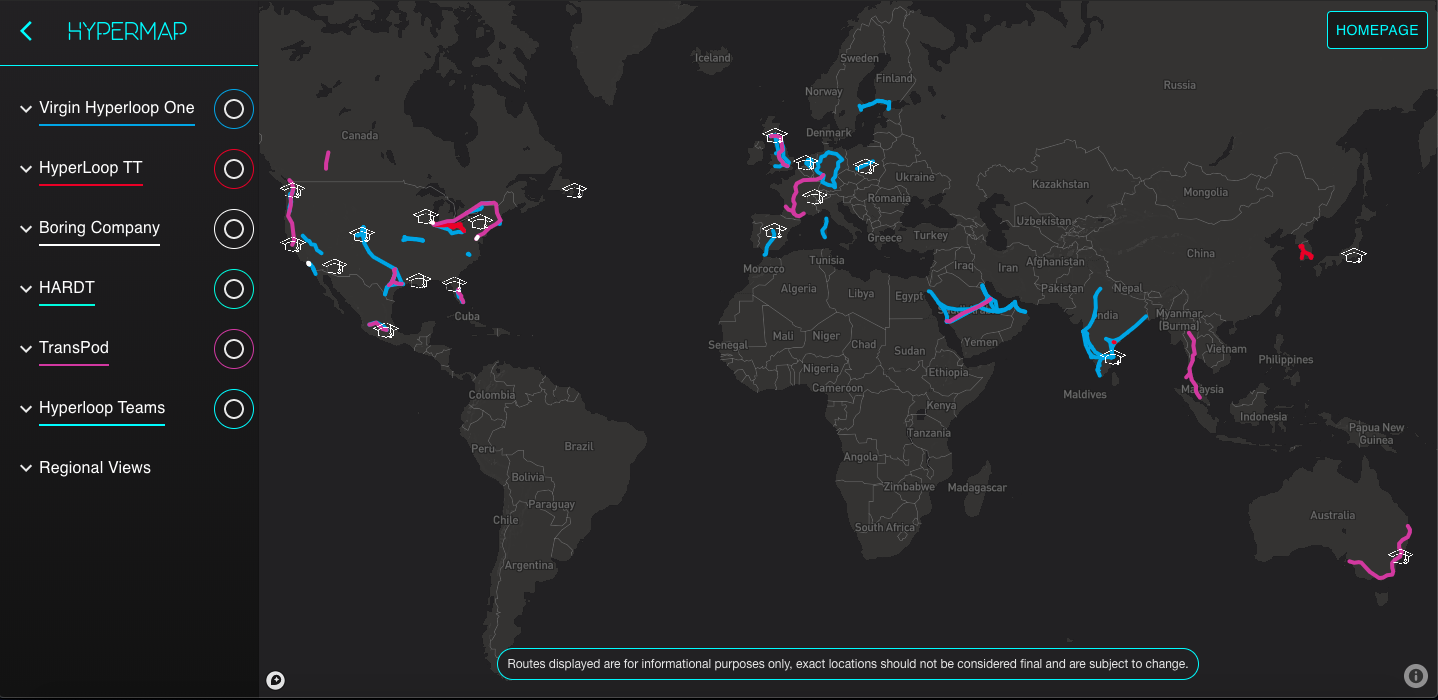 HYPERMAP
Virgin Hyperloop One
HyperLoop TT
Boring Company
HARDT
TransPod
Hyperloop Teams
Regional Views
HOMEPAGE
Iceland
Sweden
Finland
Norway
Russia
Canada
Denmark
Ukraine
Kazakhstan
Mongolia
Romania
Uzbekistan
Greece
Turkey
China
Morocco
Tunisia
Iraq
Iran
Afghanistan
Algeria
Libya
Egypt
Pakistan
Nepal
India
Cuba
Saudi Arabia
Myanmar
(Burma)
Mali
Niger
Senegal
Chad
Sudan
Yemen
Vietnam
Philippines
Nigeria
Ethiopia
Cameroon
Colombia
Maldives
Malaysia
Kenya
Indonesia
Papua New
Guinea
Tanzania
Peru
Brazil
Angola
Bolivia
Zimbabwe
Madagascar
Paraguay
Chile
South Africa
Australia
Argentina
Routes displayed are for informational purposes only, exact locations should not be considered final and are subject to change.